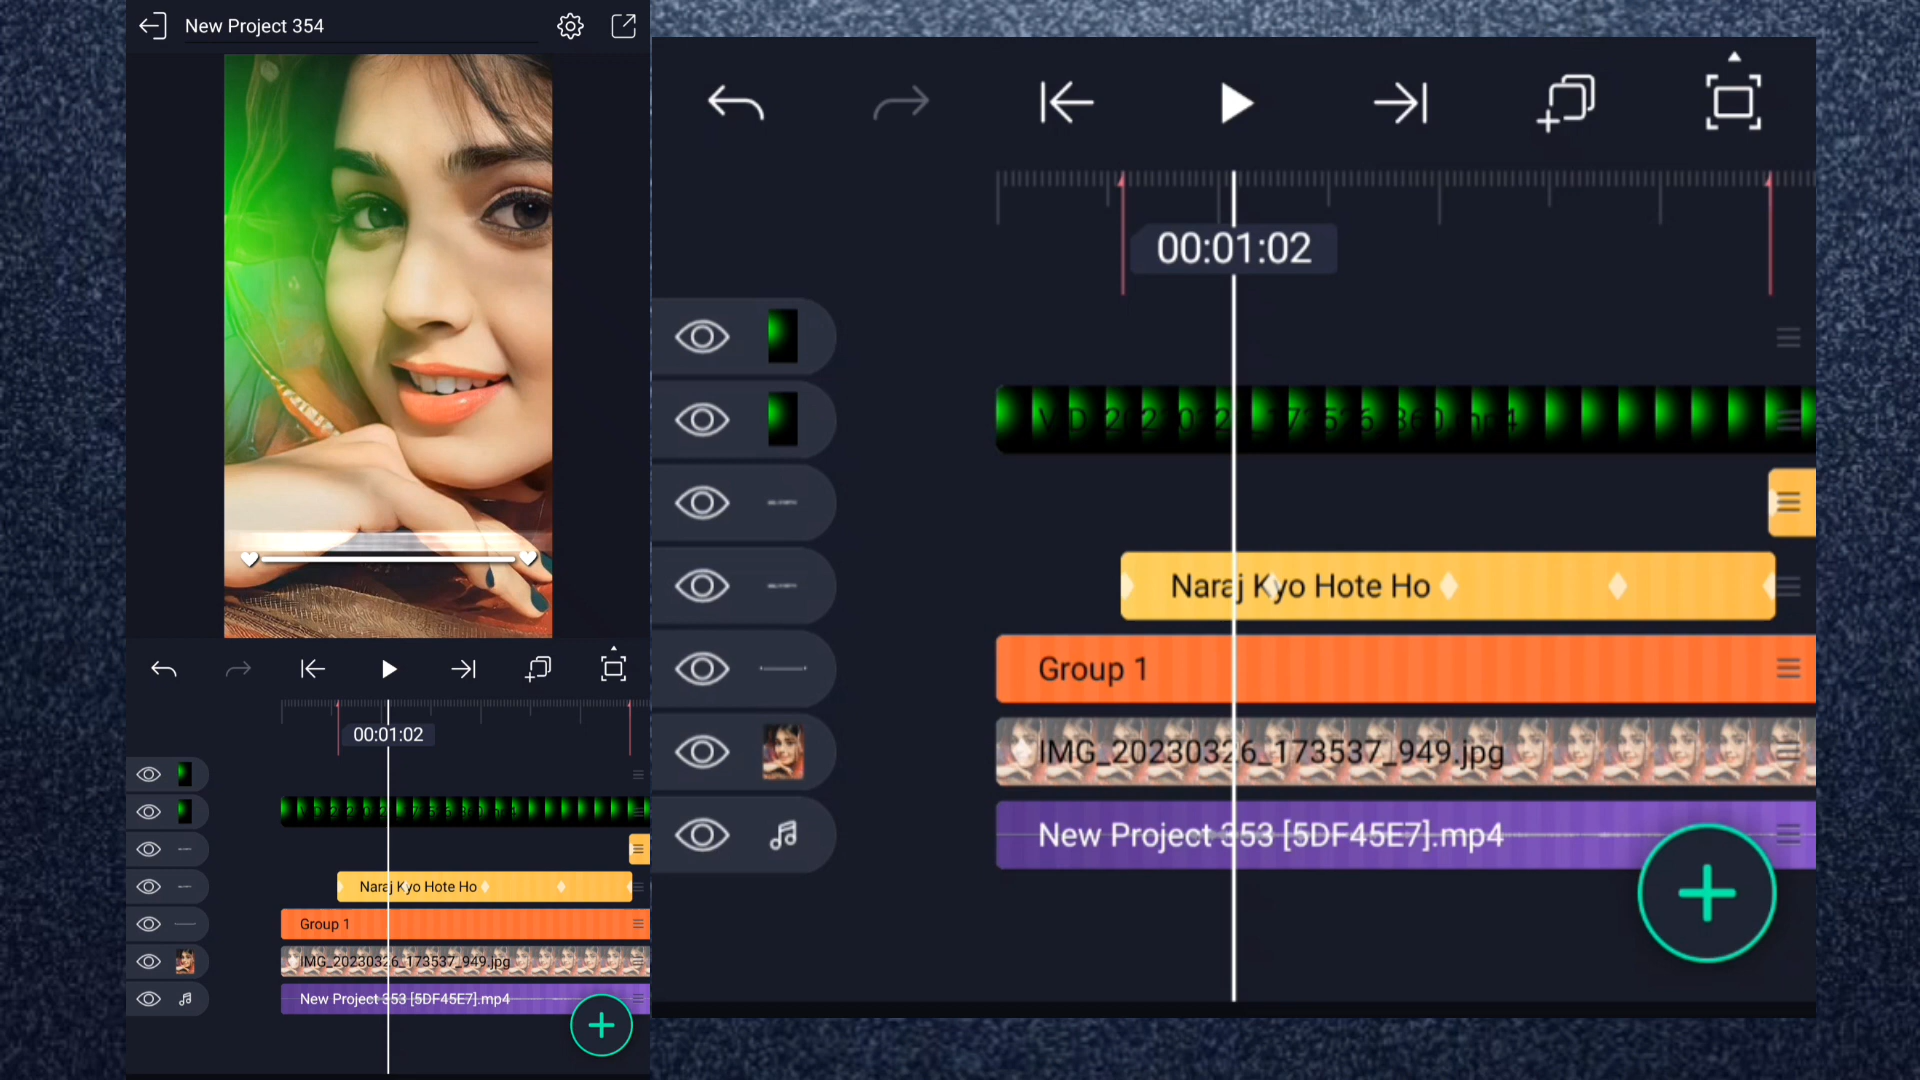 New Project 354
00:01:02
Naraj Kyo Hote Ho
Group 1
IMG_20230326_173537_949.jpg
New Project 353 [5DF45E7].mp4
00:01:02
Naraj Kyo Hote Ho
Group 1
IMG_20230326_173537_949.jpg
New Project 353 [5DF45E7].mp4